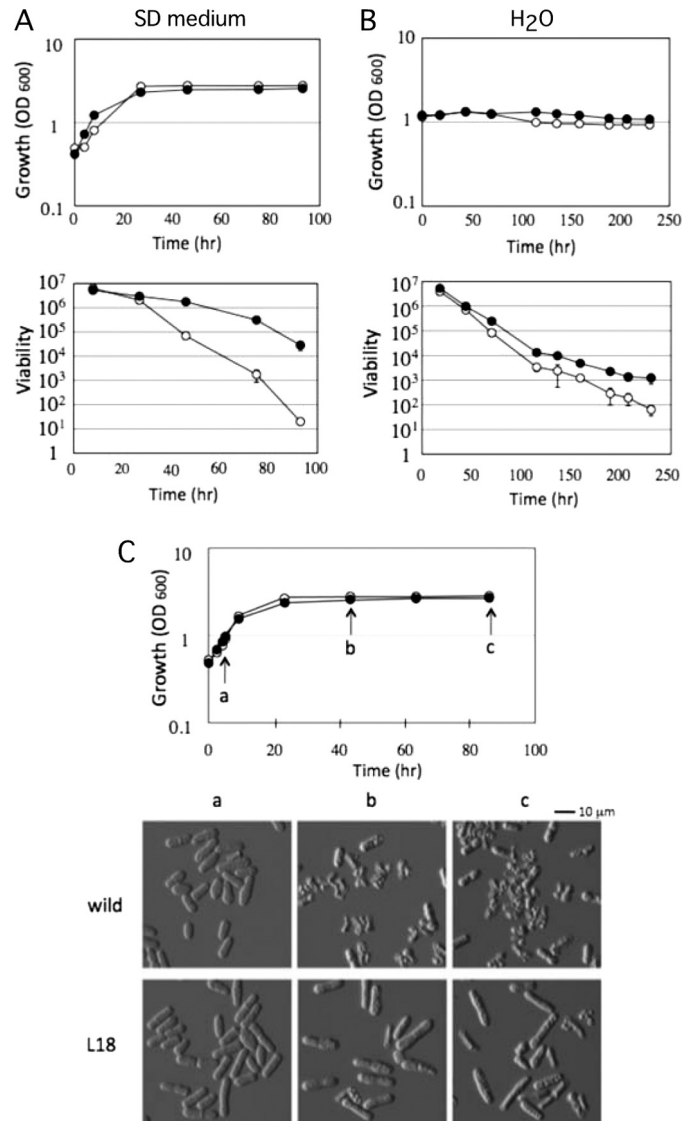 A SD medium
Growth (OD 600)
10
1
0.1
0 20 40 60 80 100
Time (hr)
Viability
10⁷
10⁶
10⁵
10⁴
10³
10²
10¹
1
0 20 40 60 80 100
Time (hr)
B H₂O
Growth (OD 600)
10
1
0.1
0 50 100 150 200 250
Time (hr)
Viability
10⁷
10⁶
10⁵
10⁴
10³
10²
10¹
1
0 50 100 150 200 250
Time (hr)
C
Growth (OD 600)
10
1
0.1
a b c
0 20 40 60 80 100
Time (hr)
a b c
10 μm
wild
L18